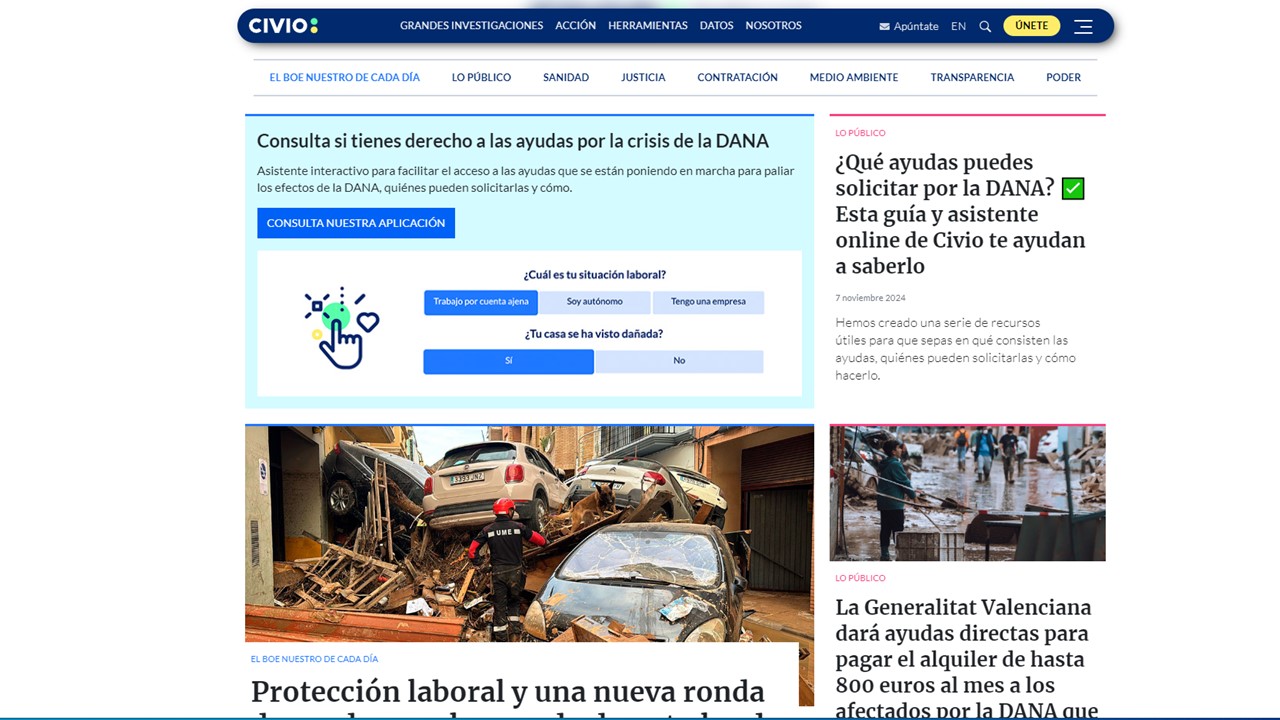 CIVIO:
GRANDES INVESTIGACIONES ACCIÓN HERRAMIENTAS DATOS NOSOTROS
Apúntate EN ÚNETE
EL BOE NUESTRO DE CADA DÍA LO PÚBLICO SANIDAD JUSTICIA CONTRATACIÓN MEDIO AMBIENTE TRANSPARENCIA PODER
Consulta si tienes derecho a las ayudas por la crisis de la DANA
Asistente interactivo para facilitar el acceso a las ayudas que se están poniendo en marcha para paliar
los efectos de la DANA, quiénes pueden solicitarlas y cómo.
CONSULTA NUESTRA APLICACIÓN
¿Cuál es tu situación laboral?
Trabajo por cuenta ajena Soy autónomo Tengo una empresa
¿Tu casa se ha visto dañada?
Sí No
LO PÚBLICO
¿Qué ayudas puedes
solicitar por la DANA? ✅
Esta guía y asistente
online de Civio te ayudan
a saberlo
7 noviembre 2024
Hemos creado una serie de recursos
útiles para que sepas en qué consisten las
ayudas, quiénes pueden solicitarlas y cómo
hacerlo.
UME
EL BOE NUESTRO DE CADA DÍA
Protección laboral y una nueva ronda
LO PÚBLICO
La Generalitat Valenciana
dará ayudas directas para
pagar el alquiler de hasta
800 euros al mes a los
afectados por la DANA que